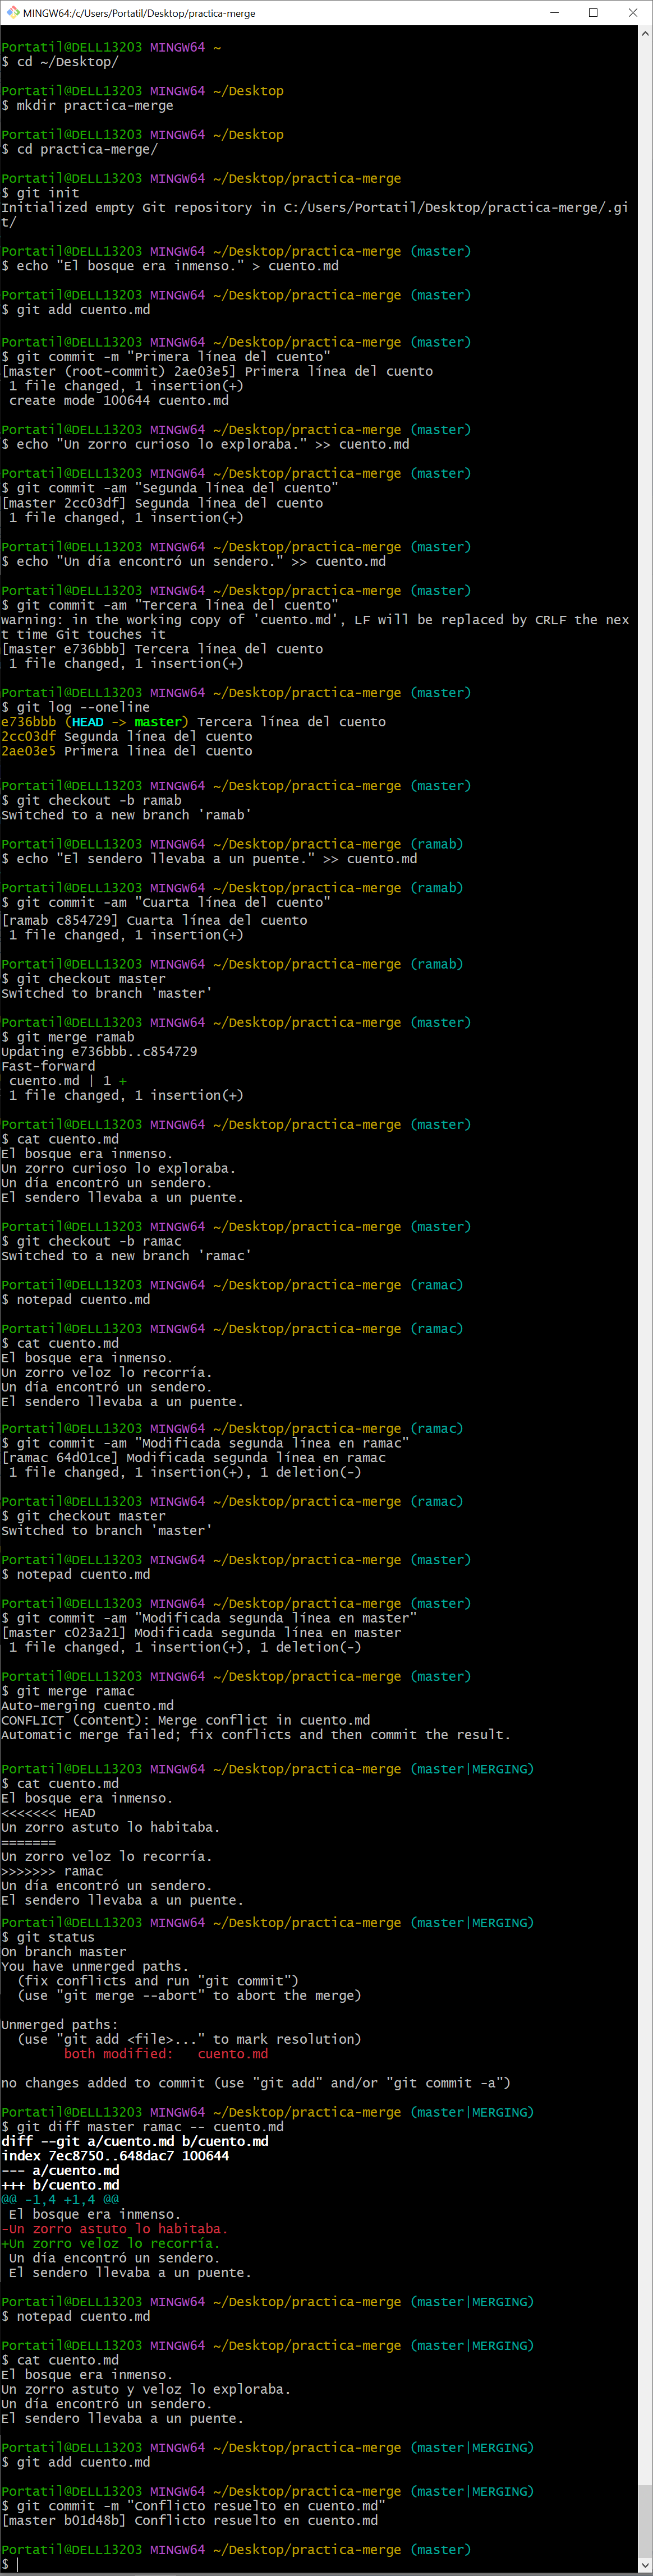 MINGW64:/c/Users/Portatil/Desktop/practica-merge
Portatil@DELL13203 MINGW64 ~
$ cd ~/Desktop/
Portatil@DELL13203 MINGW64 ~/Desktop
$ mkdir practica-merge
Portatil@DELL13203 MINGW64 ~/Desktop
$ cd practica-merge/
Portatil@DELL13203 MINGW64 ~/Desktop/practica-merge
$ git init
Initialized empty Git repository in C:/Users/Portatil/Desktop/practica-merge/.gi
t/
Portatil@DELL13203 MINGW64 ~/Desktop/practica-merge (master)
$ echo "El bosque era inmenso." > cuento.md
Portatil@DELL13203 MINGW64 ~/Desktop/practica-merge (master)
$ git add cuento.md
Portatil@DELL13203 MINGW64 ~/Desktop/practica-merge (master)
$ git commit -m "Primera línea del cuento"
[master (root-commit) 2ae03e5] Primera línea del cuento
 1 file changed, 1 insertion(+)
 create mode 100644 cuento.md
Portatil@DELL13203 MINGW64 ~/Desktop/practica-merge (master)
$ echo "Un zorro curioso lo exploraba." >> cuento.md
Portatil@DELL13203 MINGW64 ~/Desktop/practica-merge (master)
$ git commit -am "Segunda línea del cuento"
[master 2cc03df] Segunda línea del cuento
 1 file changed, 1 insertion(+)
Portatil@DELL13203 MINGW64 ~/Desktop/practica-merge (master)
$ echo "Un día encontró un sendero." >> cuento.md
Portatil@DELL13203 MINGW64 ~/Desktop/practica-merge (master)
$ git commit -am "Tercera línea del cuento"
warning: in the working copy of 'cuento.md', LF will be replaced by CRLF the nex
t time Git touches it
[master e736bbb] Tercera línea del cuento
 1 file changed, 1 insertion(+)
Portatil@DELL13203 MINGW64 ~/Desktop/practica-merge (master)
$ git log --oneline
e736bbb (HEAD -> master) Tercera línea del cuento
2cc03df Segunda línea del cuento
2ae03e5 Primera línea del cuento
Portatil@DELL13203 MINGW64 ~/Desktop/practica-merge (master)
$ git checkout -b ramab
Switched to a new branch 'ramab'
Portatil@DELL13203 MINGW64 ~/Desktop/practica-merge (ramab)
$ echo "El sendero llevaba a un puente." >> cuento.md
Portatil@DELL13203 MINGW64 ~/Desktop/practica-merge (ramab)
$ git commit -am "Cuarta línea del cuento"
[ramab c854729] Cuarta línea del cuento
 1 file changed, 1 insertion(+)
Portatil@DELL13203 MINGW64 ~/Desktop/practica-merge (ramab)
$ git checkout master
Switched to branch 'master'
Portatil@DELL13203 MINGW64 ~/Desktop/practica-merge (master)
$ git merge ramab
Updating e736bbb..c854729
Fast-forward
 cuento.md | 1 +
 1 file changed, 1 insertion(+)
Portatil@DELL13203 MINGW64 ~/Desktop/practica-merge (master)
$ cat cuento.md
El bosque era inmenso.
Un zorro curioso lo exploraba.
Un día encontró un sendero.
El sendero llevaba a un puente.
Portatil@DELL13203 MINGW64 ~/Desktop/practica-merge (master)
$ git checkout -b ramac
Switched to a new branch 'ramac'
Portatil@DELL13203 MINGW64 ~/Desktop/practica-merge (ramac)
$ notepad cuento.md
Portatil@DELL13203 MINGW64 ~/Desktop/practica-merge (ramac)
$ cat cuento.md
El bosque era inmenso.
Un zorro veloz lo recorría.
Un día encontró un sendero.
El sendero llevaba a un puente.
Portatil@DELL13203 MINGW64 ~/Desktop/practica-merge (ramac)
$ git commit -am "Modificada segunda línea en ramac"
[ramac 64d01ce] Modificada segunda línea en ramac
 1 file changed, 1 insertion(+), 1 deletion(-)
Portatil@DELL13203 MINGW64 ~/Desktop/practica-merge (ramac)
$ git checkout master
Switched to branch 'master'
Portatil@DELL13203 MINGW64 ~/Desktop/practica-merge (master)
$ notepad cuento.md
Portatil@DELL13203 MINGW64 ~/Desktop/practica-merge (master)
$ git commit -am "Modificada segunda línea en master"
[master c023a21] Modificada segunda línea en master
 1 file changed, 1 insertion(+), 1 deletion(-)
Portatil@DELL13203 MINGW64 ~/Desktop/practica-merge (master)
$ git merge ramac
Auto-merging cuento.md
CONFLICT (content): Merge conflict in cuento.md
Automatic merge failed; fix conflicts and then commit the result.
Portatil@DELL13203 MINGW64 ~/Desktop/practica-merge (master|MERGING)
$ cat cuento.md
El bosque era inmenso.
<<<<<<< HEAD
Un zorro astuto lo habitaba.
=======
Un zorro veloz lo recorría.
>>>>>>> ramac
Un día encontró un sendero.
El sendero llevaba a un puente.
Portatil@DELL13203 MINGW64 ~/Desktop/practica-merge (master|MERGING)
$ git status
On branch master
You have unmerged paths.
  (fix conflicts and run "git commit")
  (use "git merge --abort" to abort the merge)
Unmerged paths:
  (use "git add <file>..." to mark resolution)
        both modified:   cuento.md
no changes added to commit (use "git add" and/or "git commit -a")
Portatil@DELL13203 MINGW64 ~/Desktop/practica-merge (master|MERGING)
$ git diff master ramac -- cuento.md
diff --git a/cuento.md b/cuento.md
index 7ec8750..648dac7 100644
--- a/cuento.md
+++ b/cuento.md
@@ -1,4 +1,4 @@
 El bosque era inmenso.
-Un zorro astuto lo habitaba.
+Un zorro veloz lo recorría.
 Un día encontró un sendero.
 El sendero llevaba a un puente.
Portatil@DELL13203 MINGW64 ~/Desktop/practica-merge (master|MERGING)
$ notepad cuento.md
Portatil@DELL13203 MINGW64 ~/Desktop/practica-merge (master|MERGING)
$ cat cuento.md
El bosque era inmenso.
Un zorro astuto y veloz lo exploraba.
Un día encontró un sendero.
El sendero llevaba a un puente.
Portatil@DELL13203 MINGW64 ~/Desktop/practica-merge (master|MERGING)
$ git add cuento.md
Portatil@DELL13203 MINGW64 ~/Desktop/practica-merge (master|MERGING)
$ git commit -m "Conflicto resuelto en cuento.md"
[master b01d48b] Conflicto resuelto en cuento.md
Portatil@DELL13203 MINGW64 ~/Desktop/practica-merge (master)
$